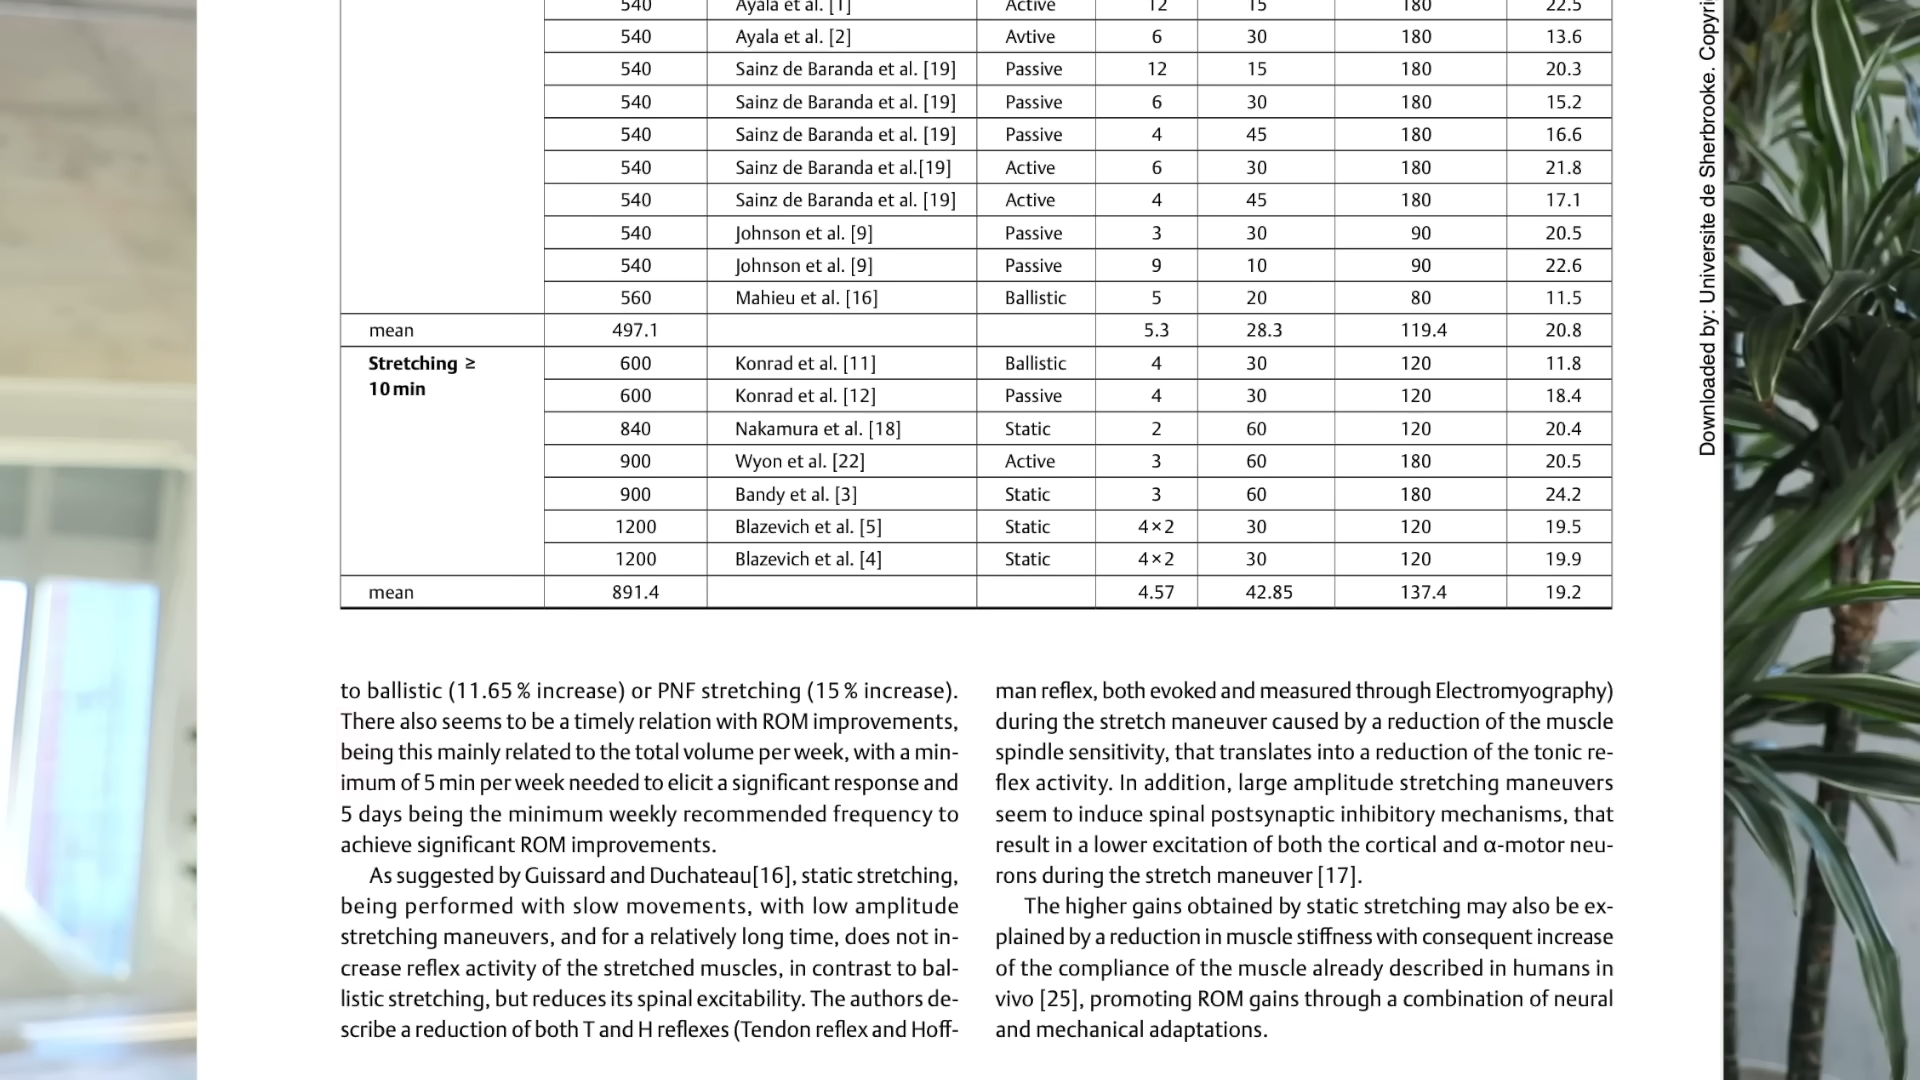 540 Ayala et al. [1] Active 12 15 180 22.5
540 Ayala et al. [2] Avtive 6 30 180 13.6
540 Sainz de Baranda et al. [19] Passive 12 15 180 20.3
540 Sainz de Baranda et al. [19] Passive 6 30 180 15.2
540 Sainz de Baranda et al. [19] Passive 4 45 180 16.6
540 Sainz de Baranda et al.[19] Active 6 30 180 21.8
540 Sainz de Baranda et al. [19] Active 4 45 180 17.1
540 Johnson et al. [9] Passive 3 30 90 20.5
540 Johnson et al. [9] Passive 9 10 90 22.6
560 Mahieu et al. [16] Ballistic 5 20 80 11.5
mean 497.1 5.3 28.3 119.4 20.8
Stretching ≥ 600 Konrad et al. [11] Ballistic 4 30 120 11.8
10 min
600 Konrad et al. [12] Passive 4 30 120 18.4
840 Nakamura et al. [18] Static 2 60 120 20.4
900 Wyon et al. [22] Active 3 60 180 20.5
900 Bandy et al. [3] Static 3 60 180 24.2
1200 Blazevich et al. [5] Static 4×2 30 120 19.5
1200 Blazevich et al. [4] Static 4×2 30 120 19.9
mean 891.4 4.57 42.85 137.4 19.2
to ballistic (11.65 % increase) or PNF stretching (15 % increase).
There also seems to be a timely relation with ROM improvements,
being this mainly related to the total volume per week, with a min-
imum of 5 min per week needed to elicit a significant response and
5 days being the minimum weekly recommended frequency to
achieve significant ROM improvements.
As suggested by Guissard and Duchateau[16], static stretching,
being performed with slow movements, with low amplitude
stretching maneuvers, and for a relatively long time, does not in-
crease reflex activity of the stretched muscles, in contrast to bal-
listic stretching, but reduces its spinal excitability. The authors de-
scribe a reduction of both T and H reflexes (Tendon reflex and Hoff-
man reflex, both evoked and measured through Electromyography)
during the stretch maneuver caused by a reduction of the muscle
spindle sensitivity, that translates into a reduction of the tonic re-
flex activity. In addition, large amplitude stretching maneuvers
seem to induce spinal postsynaptic inhibitory mechanisms, that
result in a lower excitation of both the cortical and α-motor neu-
rons during the stretch maneuver [17].
The higher gains obtained by static stretching may also be ex-
plained by a reduction in muscle stiffness with consequent increase
of the compliance of the muscle already described in humans in
vivo [25], promoting ROM gains through a combination of neural
and mechanical adaptations.
Downloaded by: Universite de Sherbrooke. Copyri